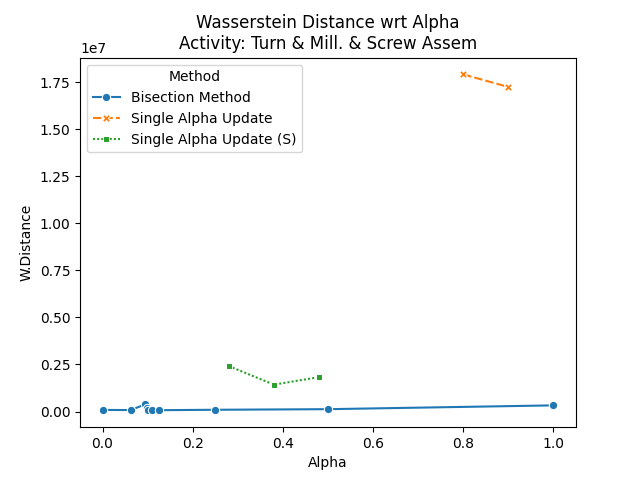 Wasserstein Distance wrt Alpha
Activity: Turn & Mill. & Screw Assem
1e7
Method
Bisection Method
Single Alpha Update
Single Alpha Update (S)
1.75
1.50
1.25
1.00
0.75
0.50
0.25
0.00
W.Distance
0.0 0.2 0.4 0.6 0.8 1.0
Alpha